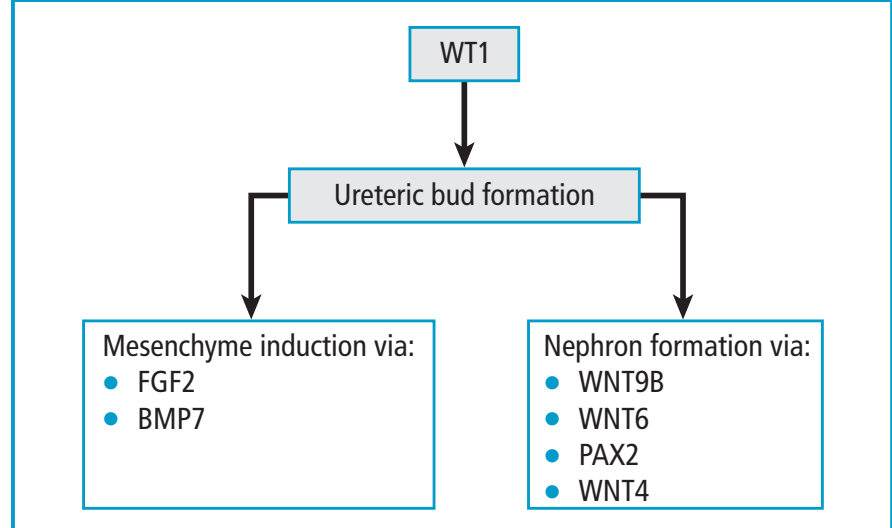 WT1
Ureteric bud formation
Mesenchyme induction via:
● FGF2
● BMP7
Nephron formation via:
● WNT9B
● WNT6
● PAX2
● WNT4